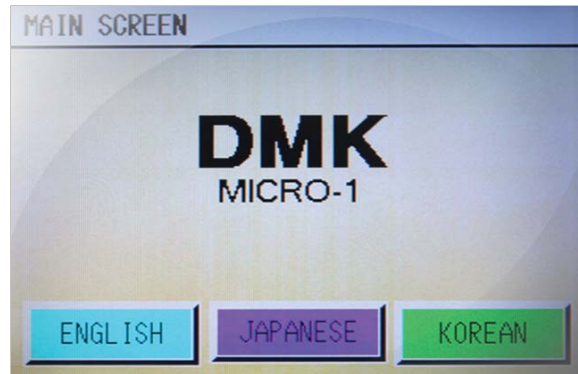 MAIN SCREEN
DMK
MICRO-1
ENGLISH JAPANESE KOREAN